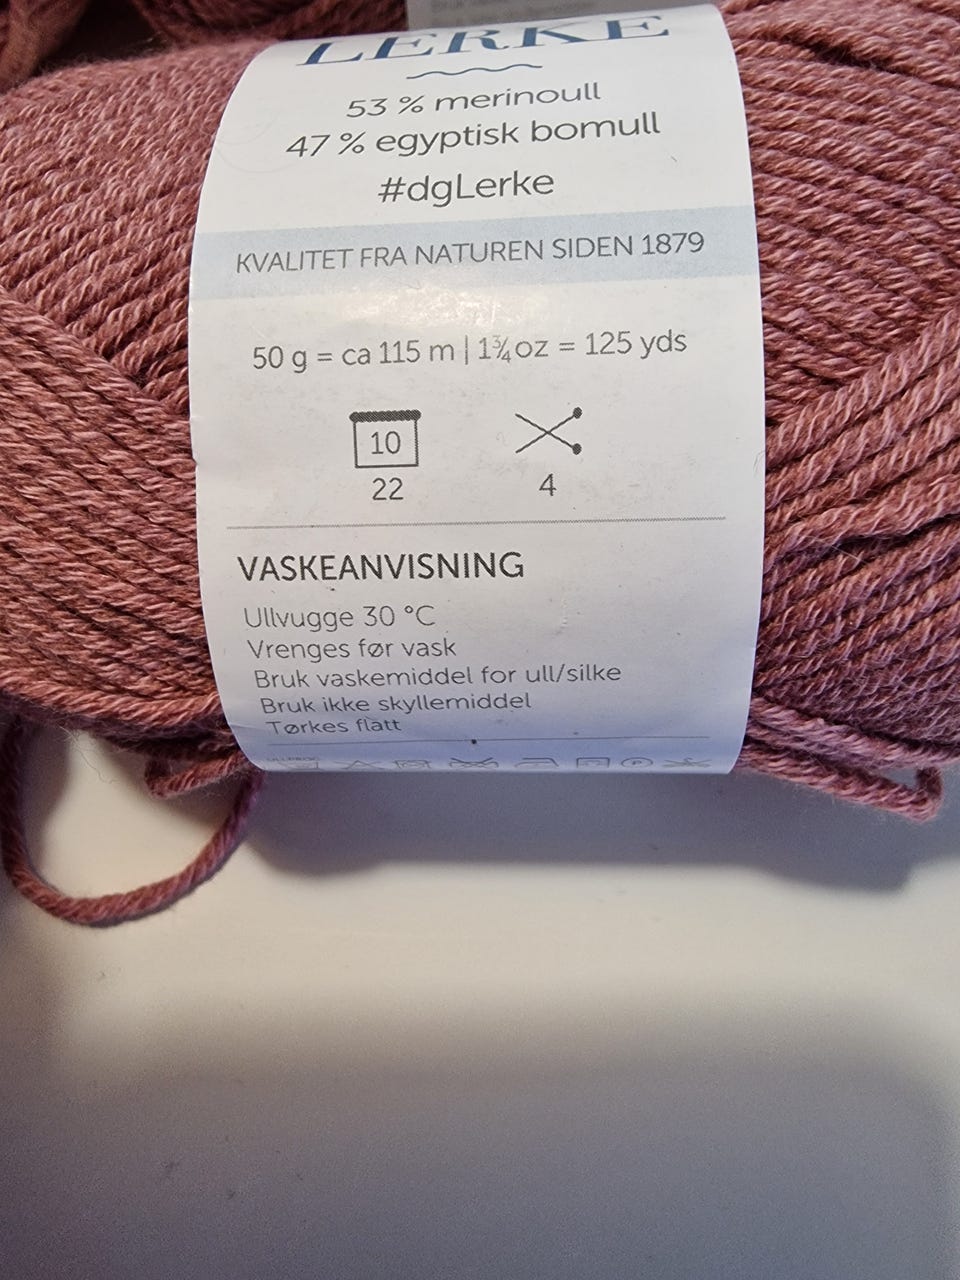 LERKE
53 % merinoull
47 % egyptisk bomull
#dgLerke
KVALITET FRA NATUREN SIDEN 1879
50 g = ca 115 m | 1¾ oz = 125 yds
10
22
4
VASKEANVISNING
Ullvugge 30 °C
Vrenges før vask
Bruk vaskemiddel for ull/silke
Bruk ikke skyllemiddel
Tørkes flatt